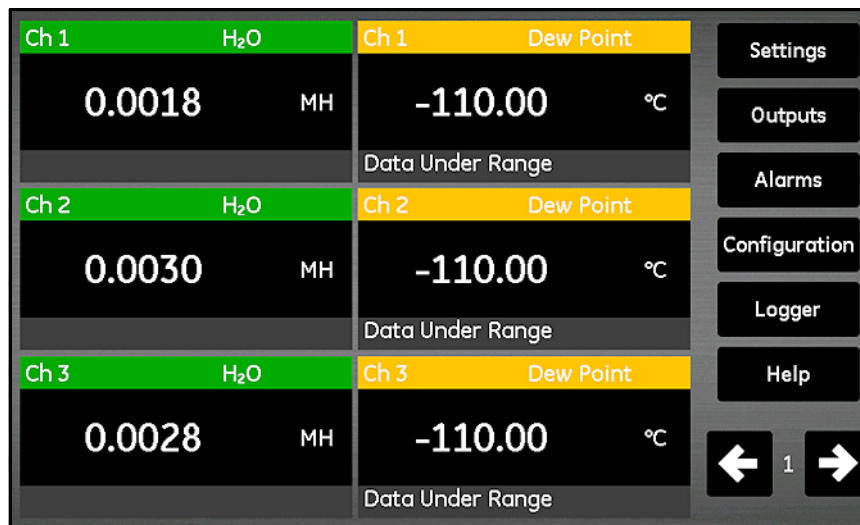 Ch 1 H₂O
0.0018 MH
Ch 1 Dew Point
-110.00 °C
Data Under Range
Ch 2 H₂O
0.0030 MH
Ch 2 Dew Point
-110.00 °C
Data Under Range
Ch 3 H₂O
0.0028 MH
Ch 3 Dew Point
-110.00 °C
Data Under Range
Settings
Outputs
Alarms
Configuration
Logger
Help
1